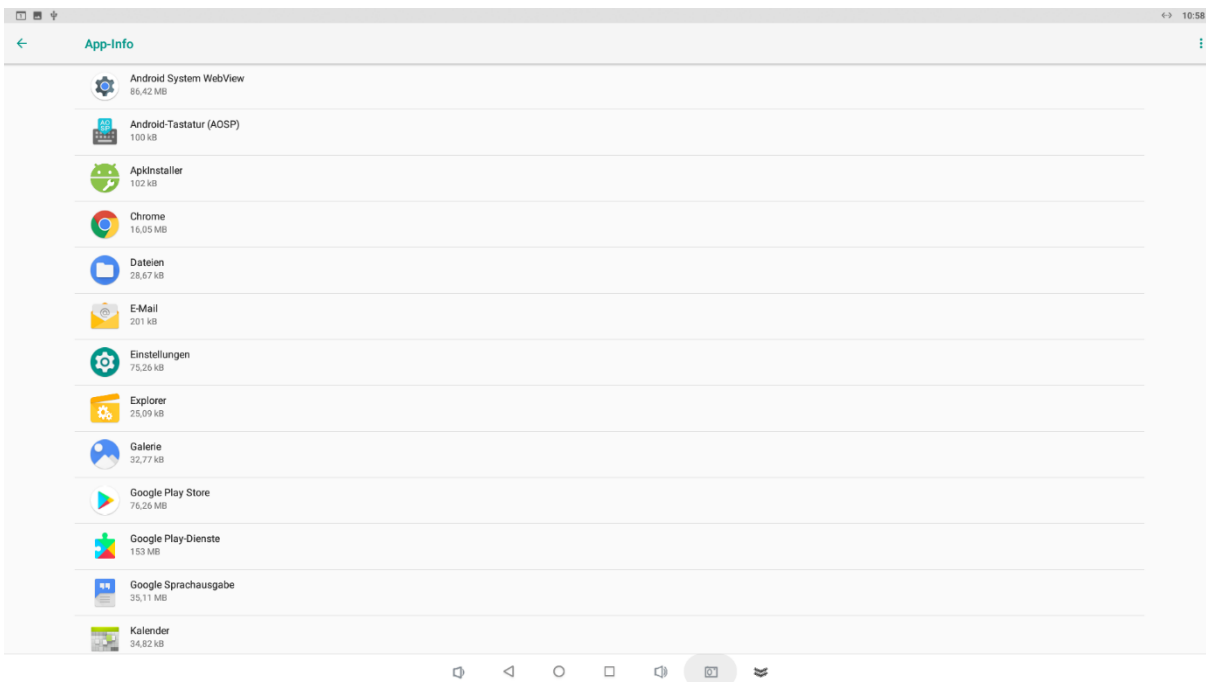 10:58
App-Info
Android System WebView
86,42 MB
Android-Tastatur (AOSP)
100 kB
ApkInstaller
102 kB
Chrome
16,05 MB
Dateien
28,67 kB
E-Mail
201 kB
Einstellungen
75,26 kB
Explorer
25,09 kB
Galerie
32,77 kB
Google Play Store
76,26 MB
Google Play-Dienste
153 MB
Google Sprachausgabe
35,11 MB
Kalender
34,82 kB